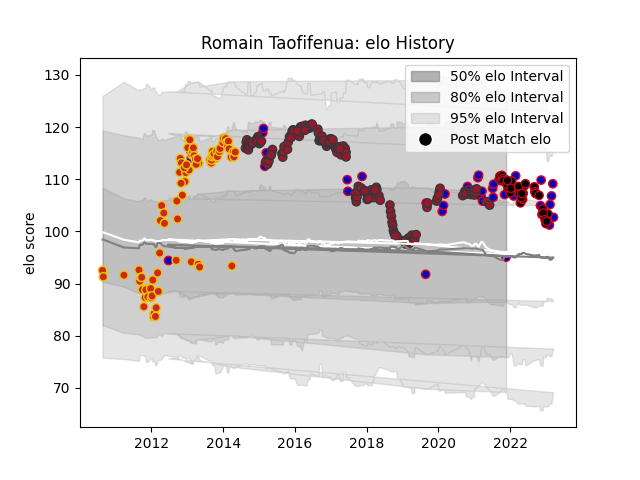 Romain Taofifenua: elo History
130
120
110
100
90
80
70
elo score
50% elo Interval
80% elo Interval
95% elo Interval
Post Match elo
2012
2014
2016
2018
2020
2022